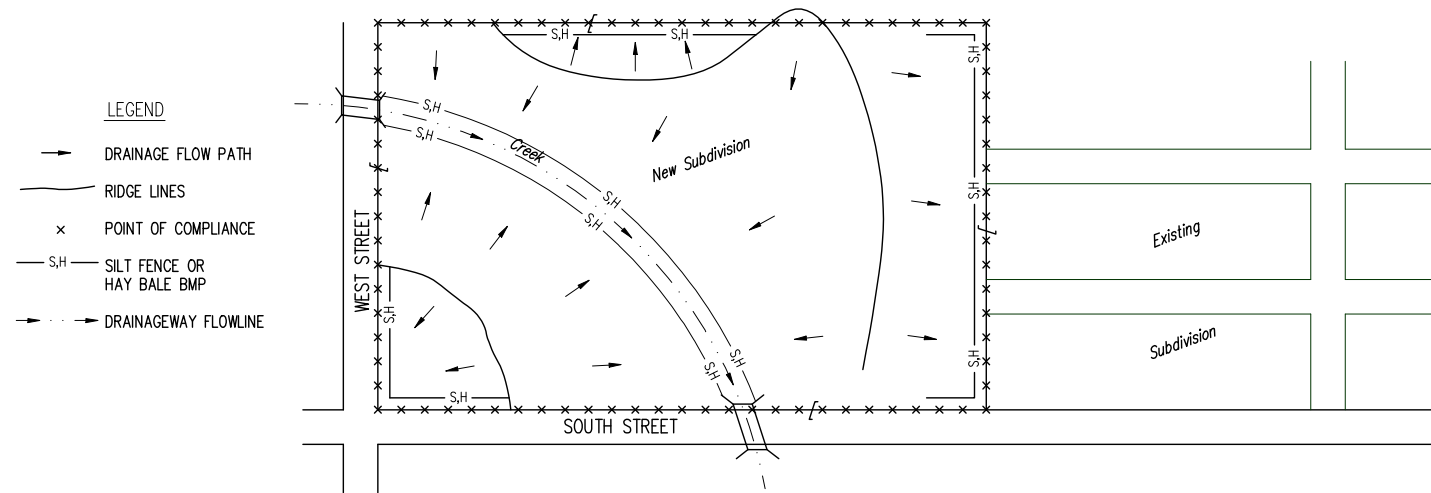 LEGEND
DRAINAGE FLOW PATH
RIDGE LINES
POINT OF COMPLIANCE
S,H
SILT FENCE OR
HAY BALE BMP
DRAINAGEWAY FLOWLINE
S,H
S,H
S,H
S,H
S,H
Creek
New Subdivision
S,H
S,H
S,H
WEST STREET
Existing
S,H
Subdivision
S,H
S,H
S,H
S,H
SOUTH STREET